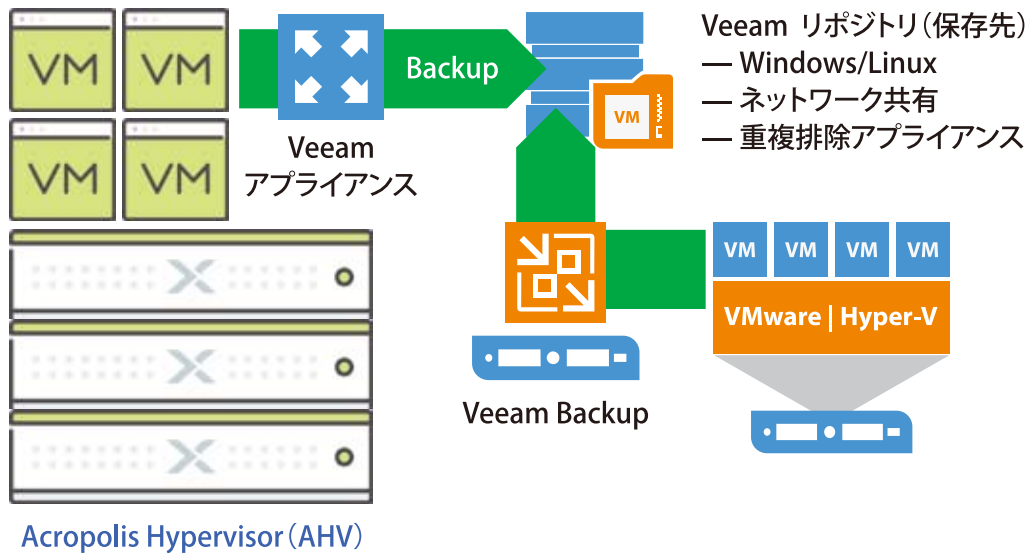 VM
VM
VM
VM
Veeam
アプライアンス
Backup
VM
Veeam リポジトリ(保存先)
— Windows/Linux
— ネットワーク共有
— 重複排除アプライアンス
VM
VM
VM
VM
VMware | Hyper-V
Veeam Backup
Acropolis Hypervisor(AHV)